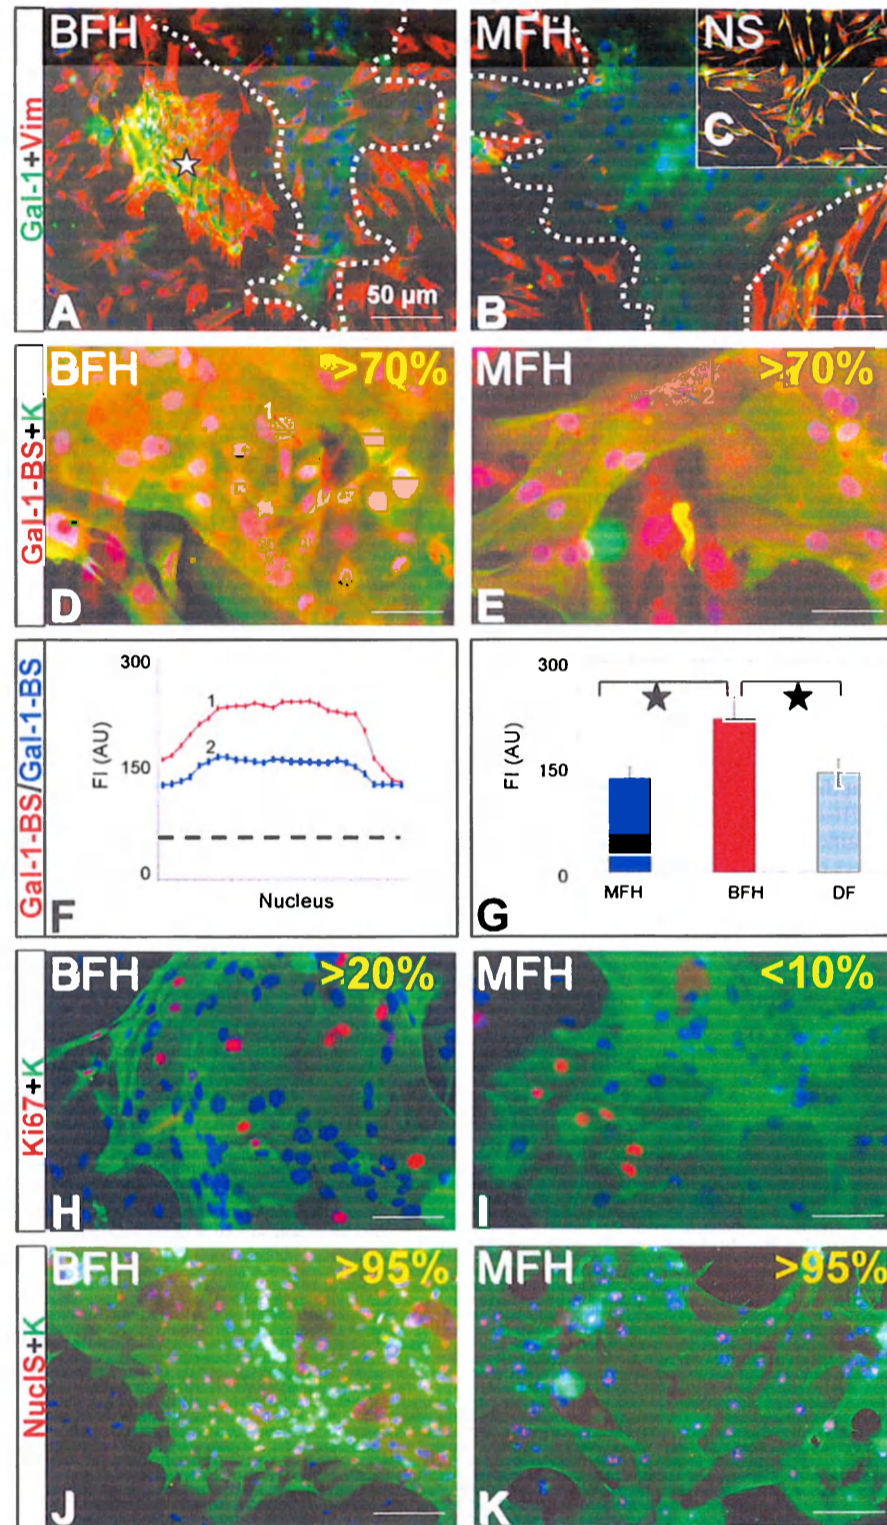 Gal-1+Vim
BFH
A
50 µm
MFH
B
NS
C
Gal-1-BS+K
BFH >70%
1
D
MFH >70%
2
E
Gal-1-BS/Gal-1-BS
300
150
0
FI (AU)
1
2
Nucleus
F
300
150
0
FI (AU)
MFH BFH DF
G
Ki67+K
BFH >20%
H
MFH <10%
I
NuclS+K
BFH >95%
J
MFH >95%
K